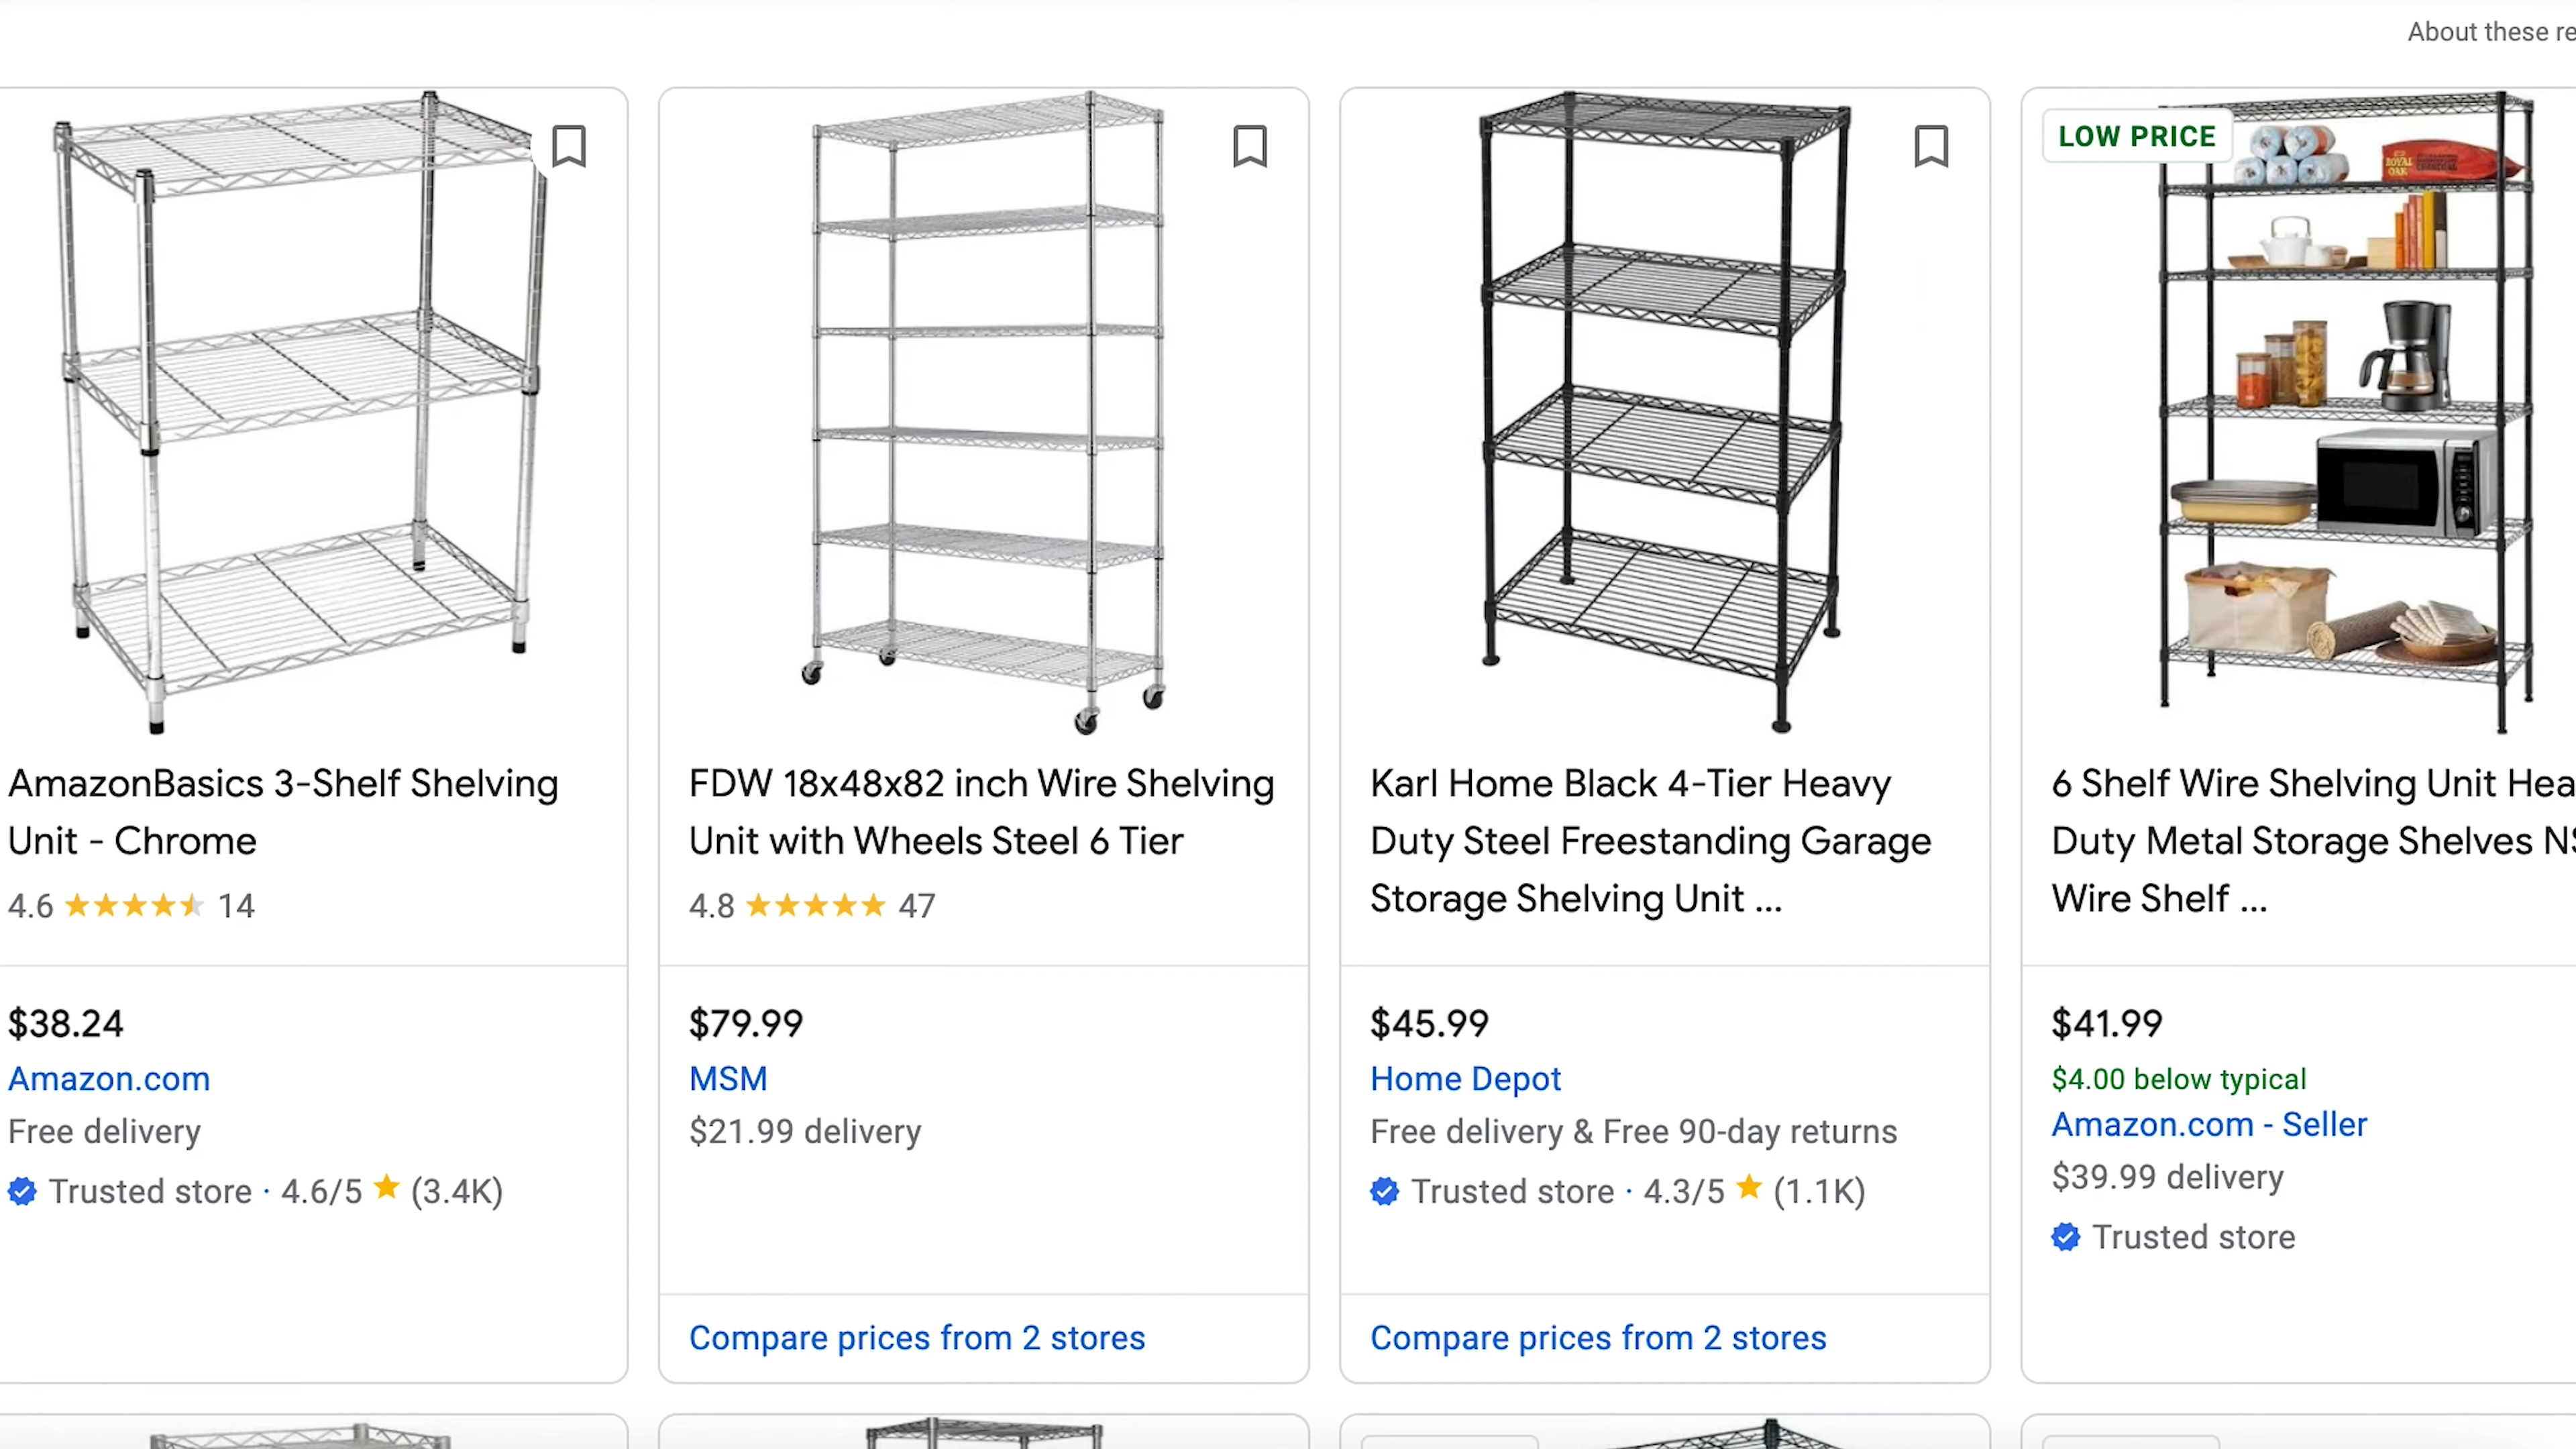 About these re
LOW PRICE
ROYAL
OAK
AmazonBasics 3-Shelf Shelving
Unit - Chrome
4.6 14
$38.24
Amazon.com
Free delivery
Trusted store · 4.6/5 (3.4K)
FDW 18x48x82 inch Wire Shelving
Unit with Wheels Steel 6 Tier
4.8 47
$79.99
MSM
$21.99 delivery
Compare prices from 2 stores
Karl Home Black 4-Tier Heavy
Duty Steel Freestanding Garage
Storage Shelving Unit ...
$45.99
Home Depot
Free delivery & Free 90-day returns
Trusted store · 4.3/5 (1.1K)
Compare prices from 2 stores
6 Shelf Wire Shelving Unit Hea
Duty Metal Storage Shelves NS
Wire Shelf ...
$41.99
$4.00 below typical
Amazon.com - Seller
$39.99 delivery
Trusted store